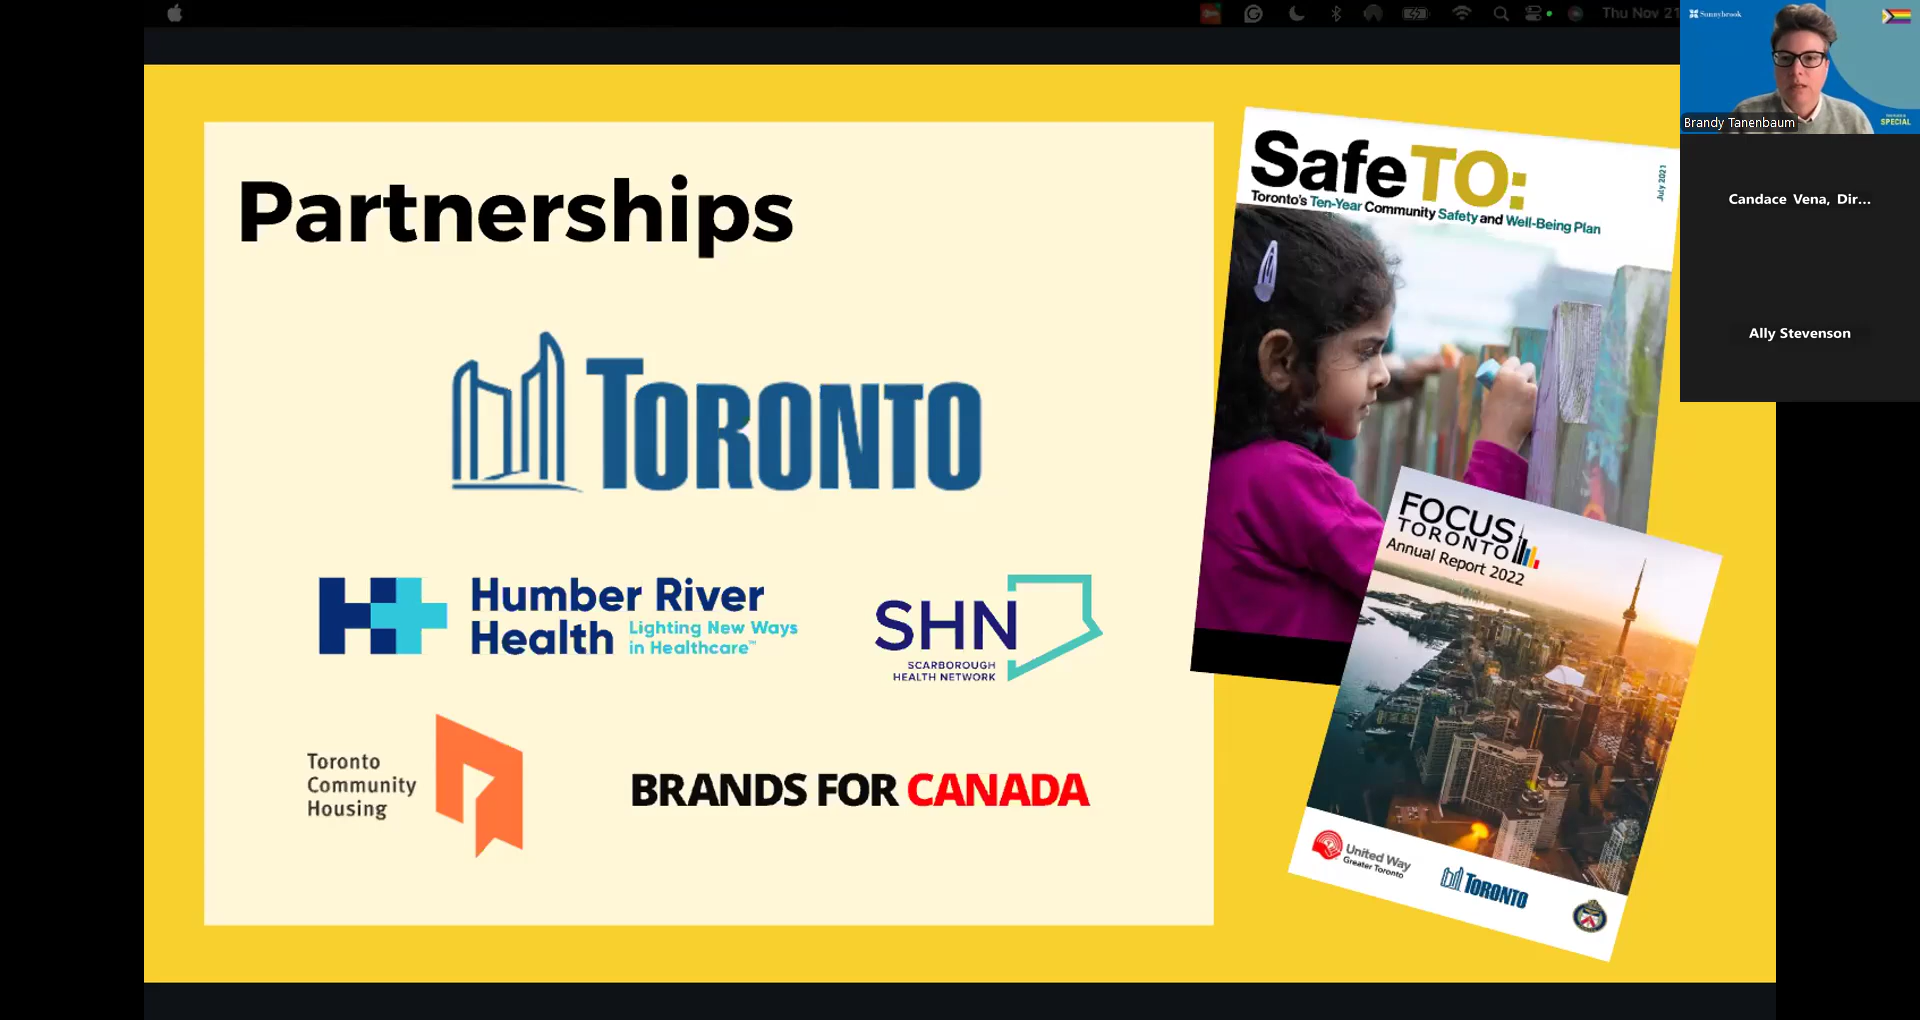 Thu Nov 21
Partnerships
TORONTO
Humber River
Health
Lighting New Ways
in Healthcare™
SHN
SCARBOROUGH
HEALTH NETWORK
Toronto
Community
Housing
BRANDS FOR CANADA
SafeTO:
Toronto's Ten-Year Community Safety and Well-Being Plan
July 2021
FOCUS
TORONTO
Annual Report 2022
United Way
Greater Toronto
TORONTO
Sunnybrook
SPECIAL
Brandy Tanenbaum
Candace Vena, Dir...
Ally Stevenson